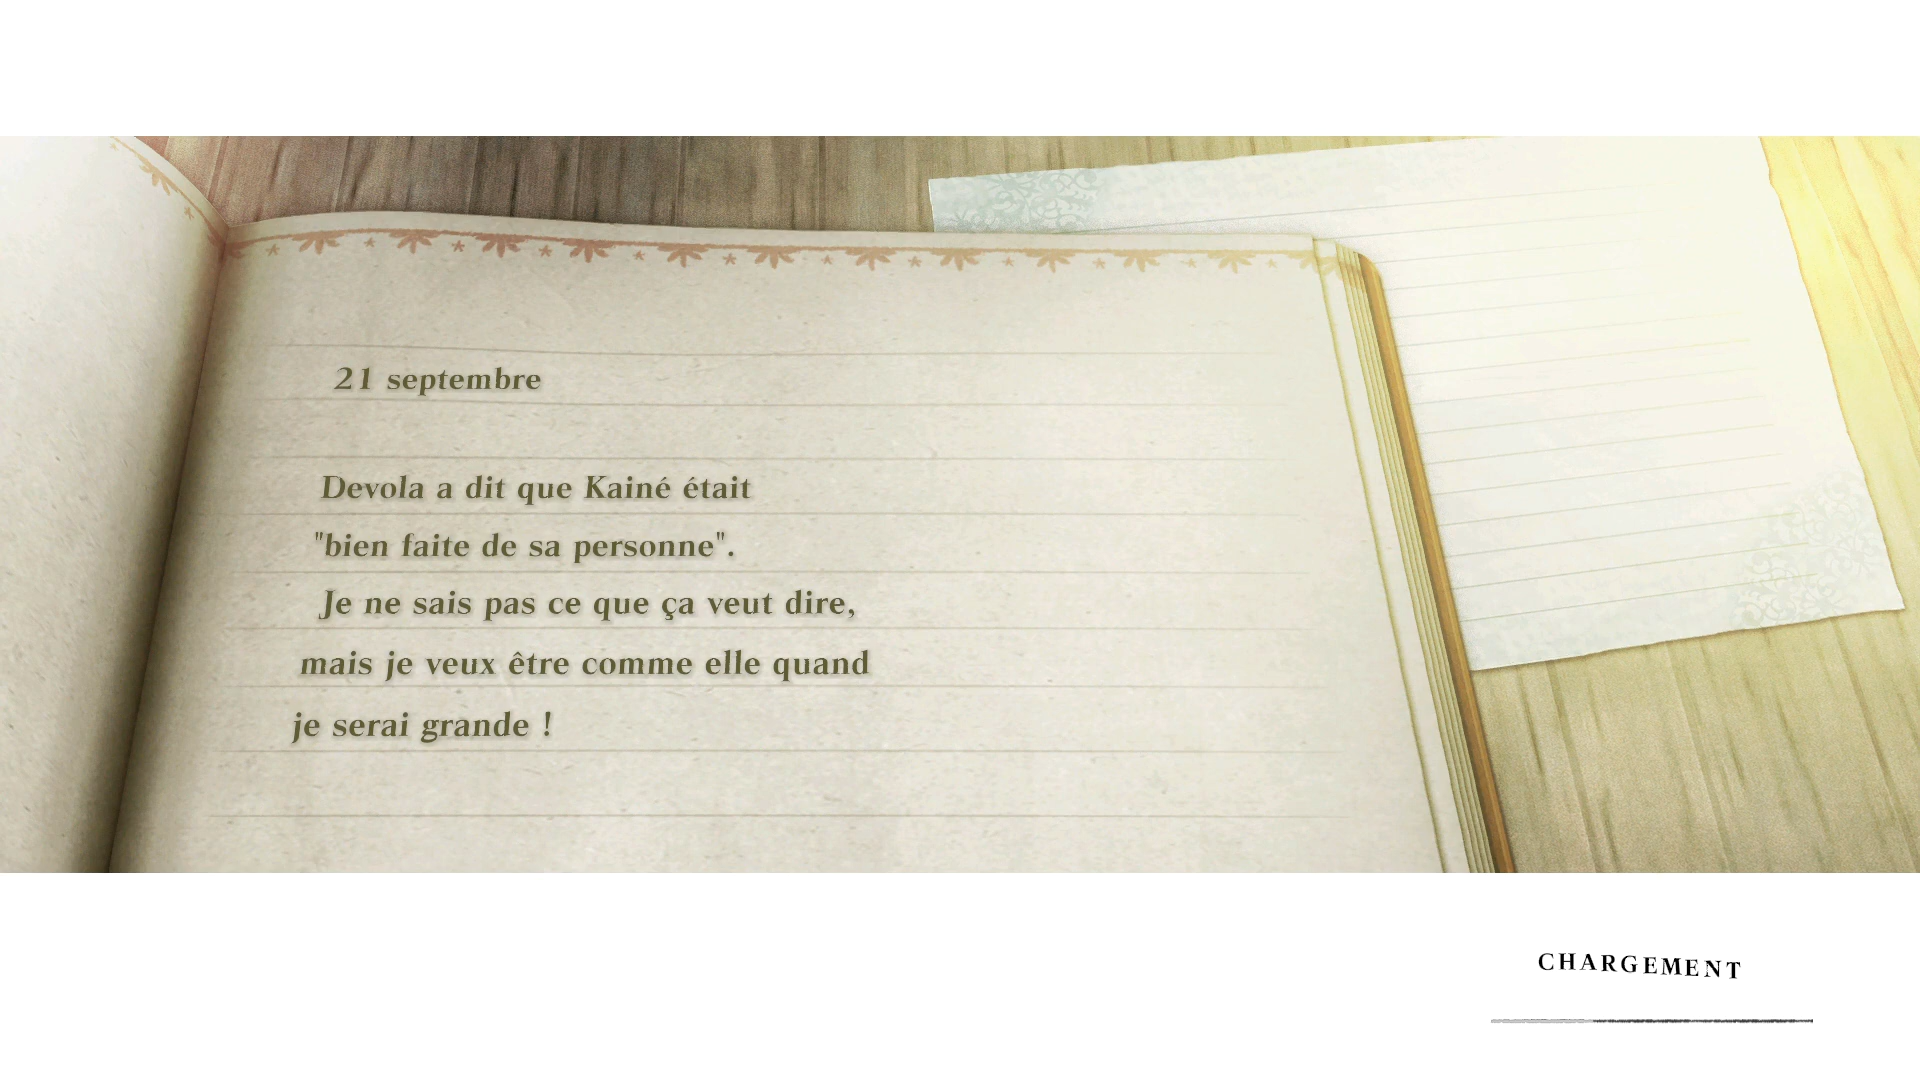 21 septembre
Devola a dit que Kainé était
"bien faite de sa personne".
Je ne sais pas ce que ça veut dire,
mais je veux être comme elle quand
je serai grande !
CHARGEMENT